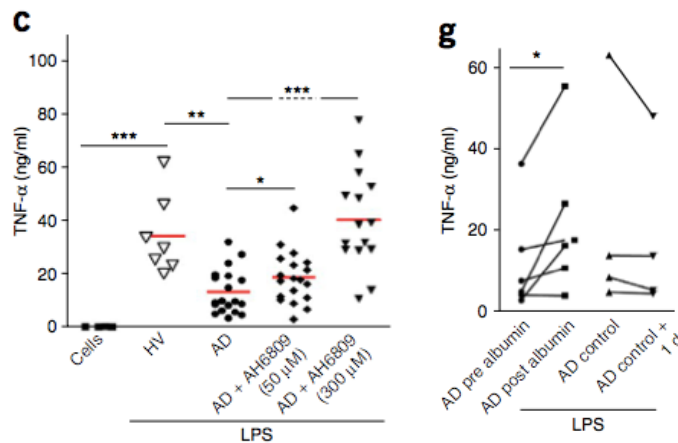 c
TNF-α (ng/ml)
100
80
60
40
20
0
***
**
***
*
Cells
HV
AD
AD + AH6809
(50 μM)
AD + AH6809
(300 μM)
LPS
g
TNF-α (ng/ml)
60
40
20
0
*
AD pre albumin
AD post albumin
AD control
AD control +
1 d
LPS